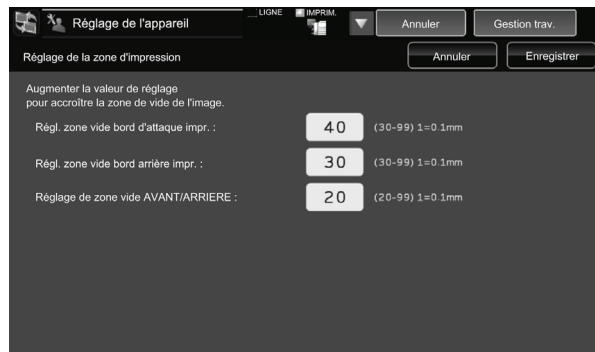 Réglage de l'appareil
LIGNE
IMPRIM.
Annuler
Gestion trav.
Réglage de la zone d'impression
Annuler
Enregistrer
Augmenter la valeur de réglage
pour accroître la zone de vide de l'image.
Régl. zone vide bord d'attaque impr. : 40 (30-99) 1=0.1mm
Régl. zone vide bord arrière impr. : 30 (30-99) 1=0.1mm
Réglage de zone vide AVANT/ARRIERE : 20 (20-99) 1=0.1mm